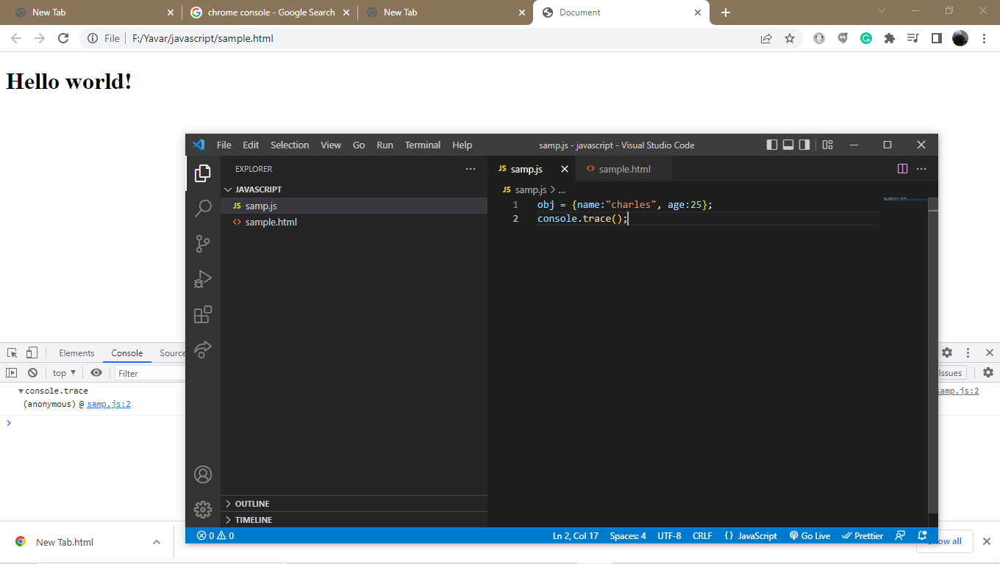 New Tab
chrome console - Google Search
New Tab
Document
File F:/Yavar/javascript/sample.html
Hello world!
File Edit Selection View Go Run Terminal Help
samp.js - javascript - Visual Studio Code
EXPLORER
JAVASCRIPT
JS samp.js
<> sample.html
JS samp.js
<> sample.html
JS samp.js > ...
1 obj = {name:"charles", age:25};
2 console.trace();
OUTLINE
TIMELINE
0 0
Ln 2, Col 17 Spaces: 4 UTF-8 CRLF {} JavaScript Go Live Prettier
Elements Console Source
top Filter
Issues
console.trace
samp.js:2
(anonymous) @ samp.js:2
New Tab.html
Show all